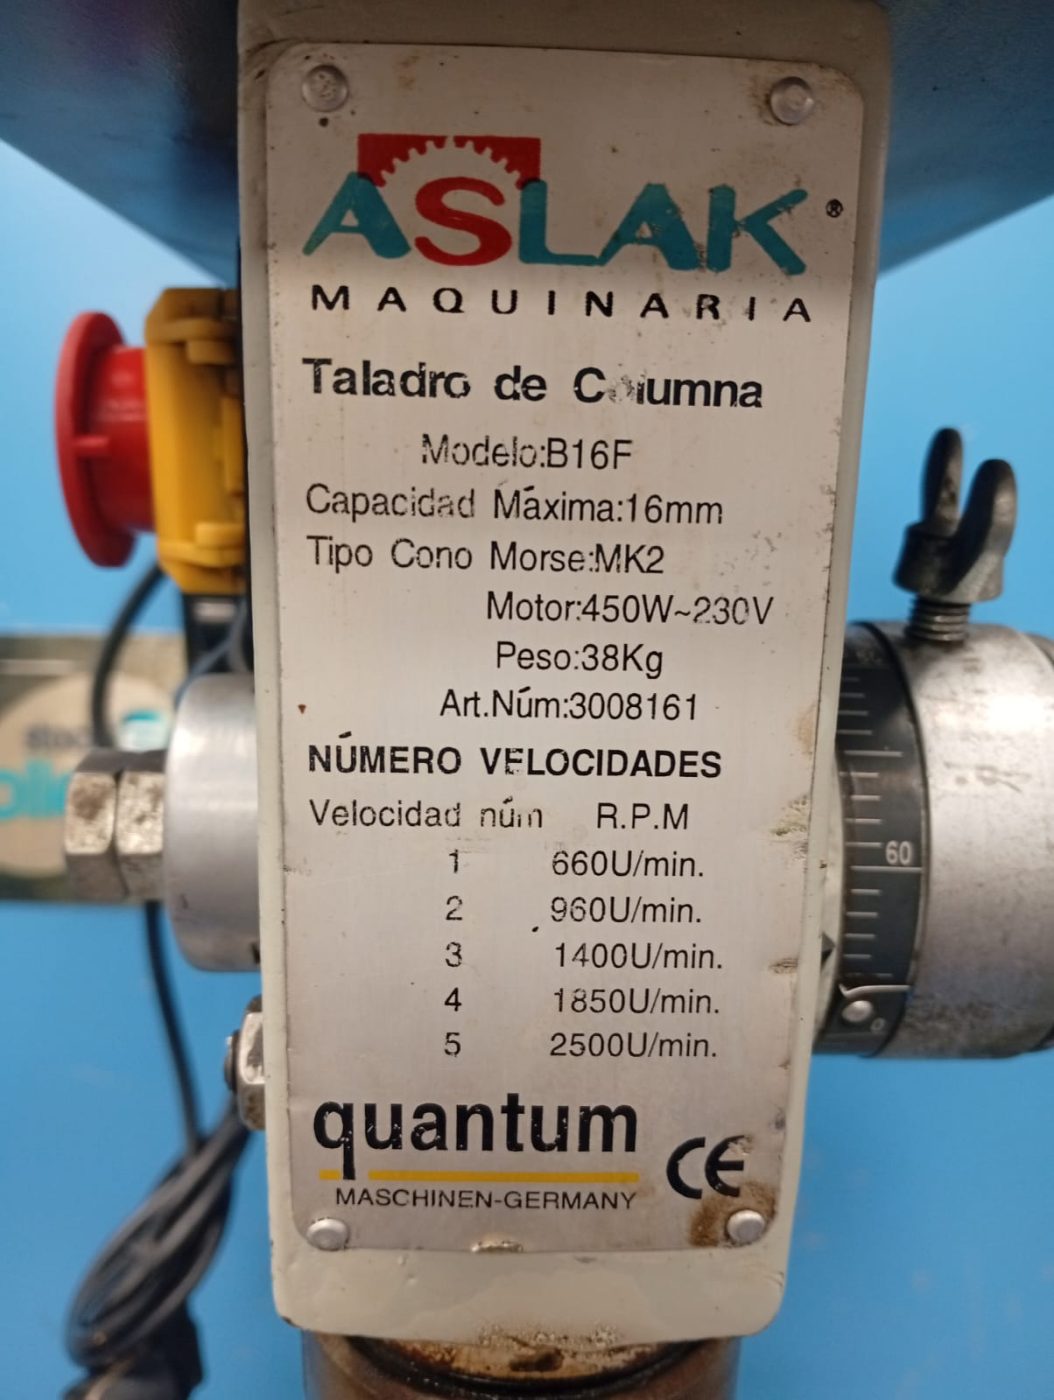 ASLAK ®
MAQUINARIA
Taladro de Columna
Modelo:B16F
Capacidad Máxima:16mm
Tipo Cono Morse:MK2
Motor:450W~230V
Peso:38Kg
Art.Núm:3008161
NÚMERO VELOCIDADES
Velocidad núm R.P.M
1 660U/min.
2 960U/min.
3 1400U/min.
4 1850U/min.
5 2500U/min.
quantum
MASCHINEN-GERMANY
CE
60
0